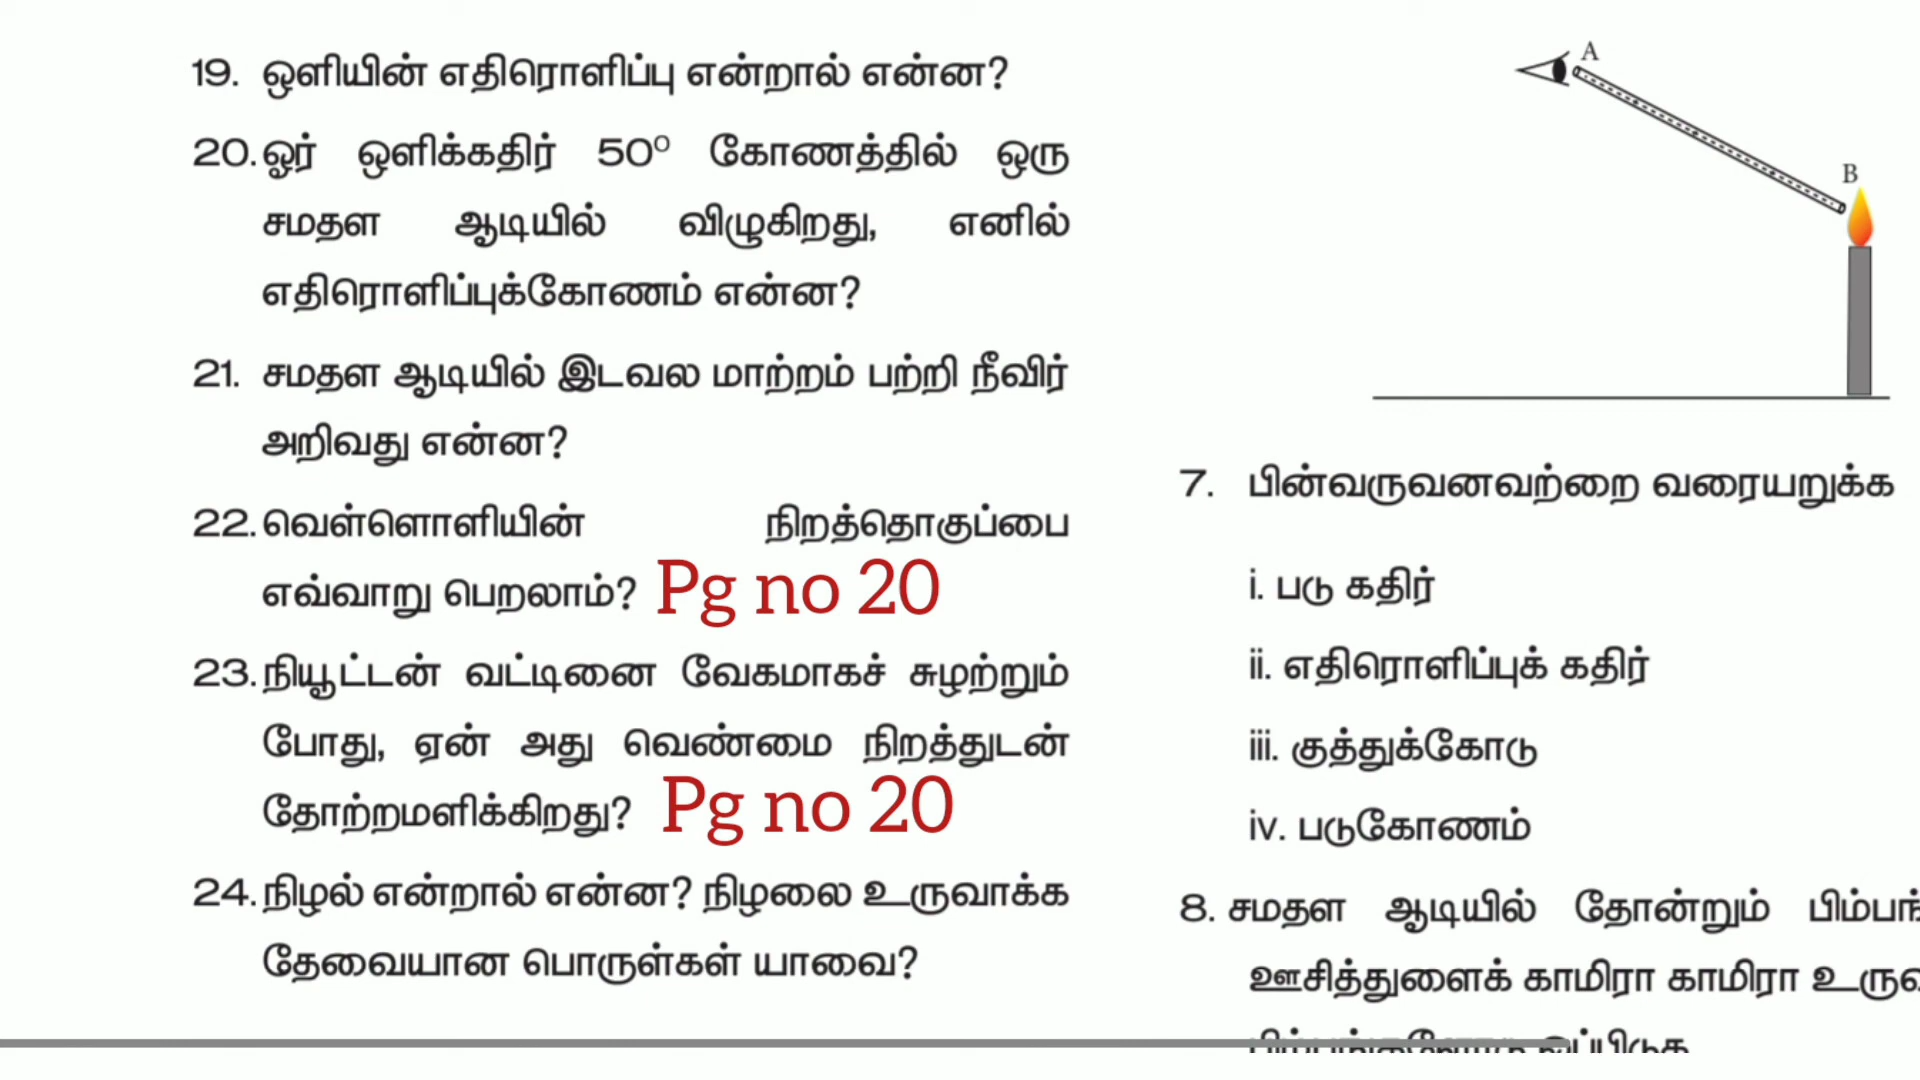 19. ஒளியின் எதிரொளிப்பு என்றால் என்ன?
20. ஓர் ஒளிக்கதிர் 50⁰ கோணத்தில் ஒரு
சமதள ஆடியில் விழுகிறது, எனில்
எதிரொளிப்புக்கோணம் என்ன?
21. சமதள ஆடியில் இடவல மாற்றம் பற்றி நீவிர்
அறிவது என்ன?
22. வெள்ளொளியின் நிறத்தொகுப்பை
எவ்வாறு பெறலாம்? Pg no 20
23. நியூட்டன் வட்டினை வேகமாகச் சுழற்றும்
போது, ஏன் அது வெண்மை நிறத்துடன்
தோற்றமளிக்கிறது? Pg no 20
24. நிழல் என்றால் என்ன? நிழலை உருவாக்க
தேவையான பொருள்கள் யாவை?
A
B
7. பின்வருவனவற்றை வரையறுக்க
i. படு கதிர்
ii. எதிரொளிப்புக் கதிர்
iii. குத்துக்கோடு
iv. படுகோணம்
8. சமதள ஆடியில் தோன்றும்
ஊசித்துளைக் காமிரா காமிரா